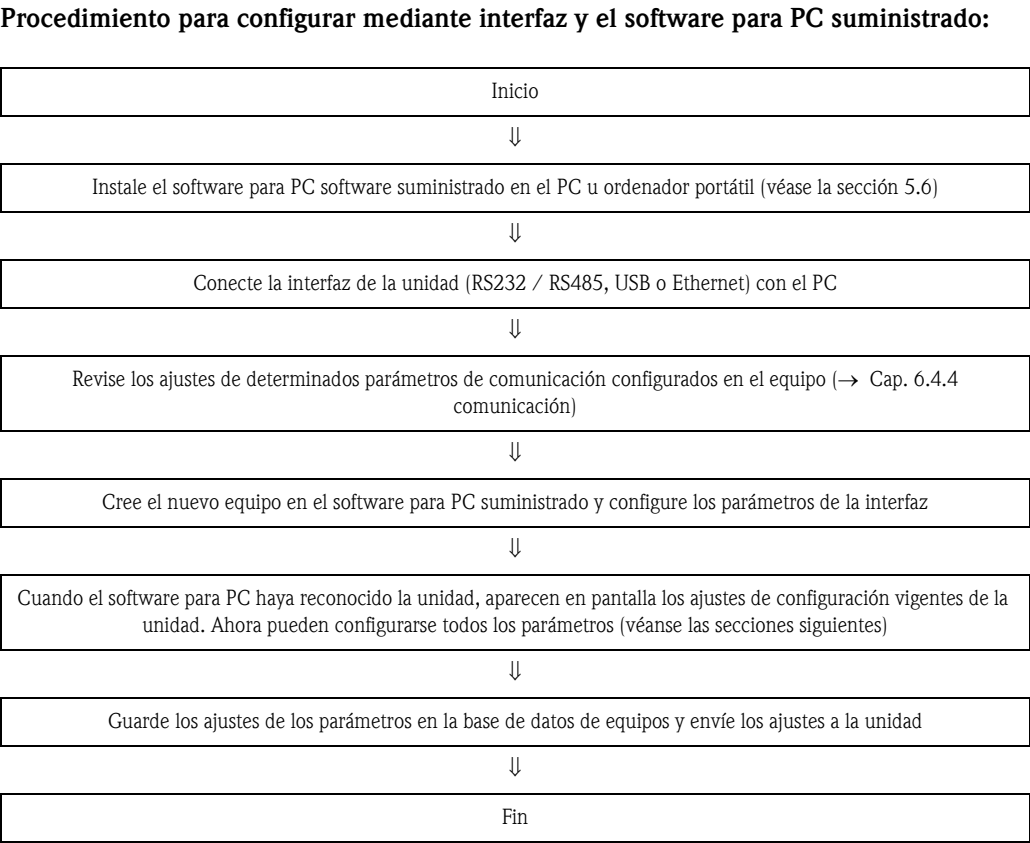 Procedimiento para configurar mediante interfaz y el software para PC suministrado:
Inicio
⇓
Instale el software para PC software suministrado en el PC u ordenador portátil (véase la sección 5.6)
⇓
Conecte la interfaz de la unidad (RS232 / RS485, USB o Ethernet) con el PC
⇓
Revise los ajustes de determinados parámetros de comunicación configurados en el equipo (→ Cap. 6.4.4
comunicación)
⇓
Cree el nuevo equipo en el software para PC suministrado y configure los parámetros de la interfaz
⇓
Cuando el software para PC haya reconocido la unidad, aparecen en pantalla los ajustes de configuración vigentes de la
unidad. Ahora pueden configurarse todos los parámetros (véanse las secciones siguientes)
⇓
Guarde los ajustes de los parámetros en la base de datos de equipos y envíe los ajustes a la unidad
⇓
Fin